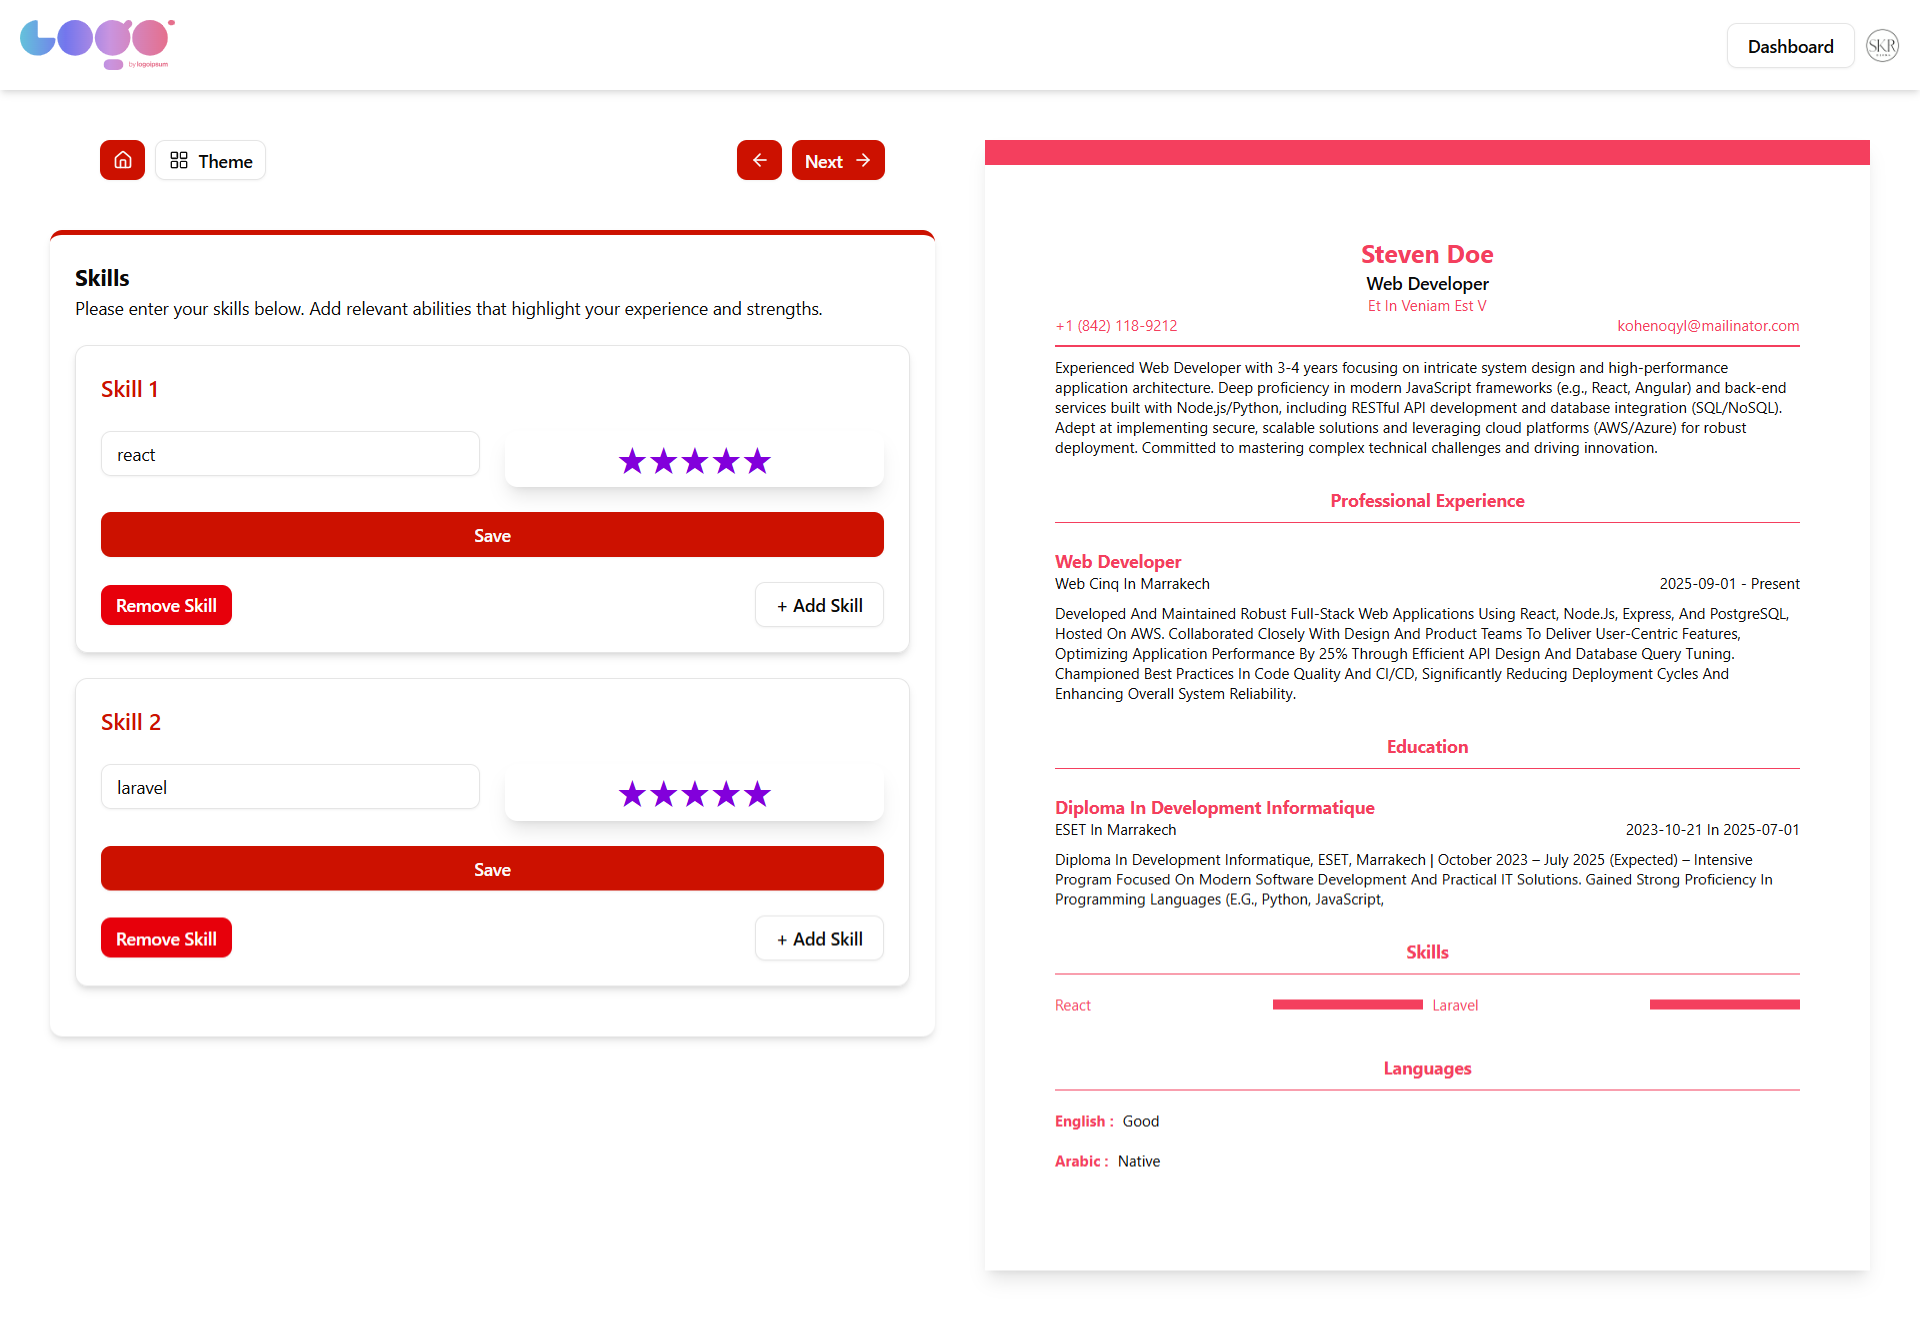 Logo
by logoipsum
Dashboard
SKR
Theme
Next
Skills
Please enter your skills below. Add relevant abilities that highlight your experience and strengths.
Skill 1
react
Save
Remove Skill
+ Add Skill
Skill 2
laravel
Save
Remove Skill
+ Add Skill
Steven Doe
Web Developer
Et In Veniam Est V
+1 (842) 118-9212
kohenoqyl@mailinator.com
Experienced Web Developer with 3-4 years focusing on intricate system design and high-performance
application architecture. Deep proficiency in modern JavaScript frameworks (e.g., React, Angular) and back-end
services built with Node.js/Python, including RESTful API development and database integration (SQL/NoSQL).
Adept at implementing secure, scalable solutions and leveraging cloud platforms (AWS/Azure) for robust
deployment. Committed to mastering complex technical challenges and driving innovation.
Professional Experience
Web Developer
Web Cinq In Marrakech
2025-09-01 - Present
Developed And Maintained Robust Full-Stack Web Applications Using React, Node.Js, Express, And PostgreSQL,
Hosted On AWS. Collaborated Closely With Design And Product Teams To Deliver User-Centric Features,
Optimizing Application Performance By 25% Through Efficient API Design And Database Query Tuning.
Championed Best Practices In Code Quality And CI/CD, Significantly Reducing Deployment Cycles And
Enhancing Overall System Reliability.
Education
Diploma In Development Informatique
ESET In Marrakech
2023-10-21 In 2025-07-01
Diploma In Development Informatique, ESET, Marrakech | October 2023 – July 2025 (Expected) – Intensive
Program Focused On Modern Software Development And Practical IT Solutions. Gained Strong Proficiency In
Programming Languages (E.G., Python, JavaScript,
Skills
React
Laravel
Languages
English : Good
Arabic : Native